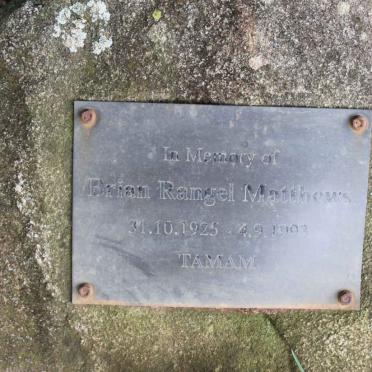 In Memory of
Brian Rangel Matthews
31.10.1925 - 4.9.1993
TAMAM